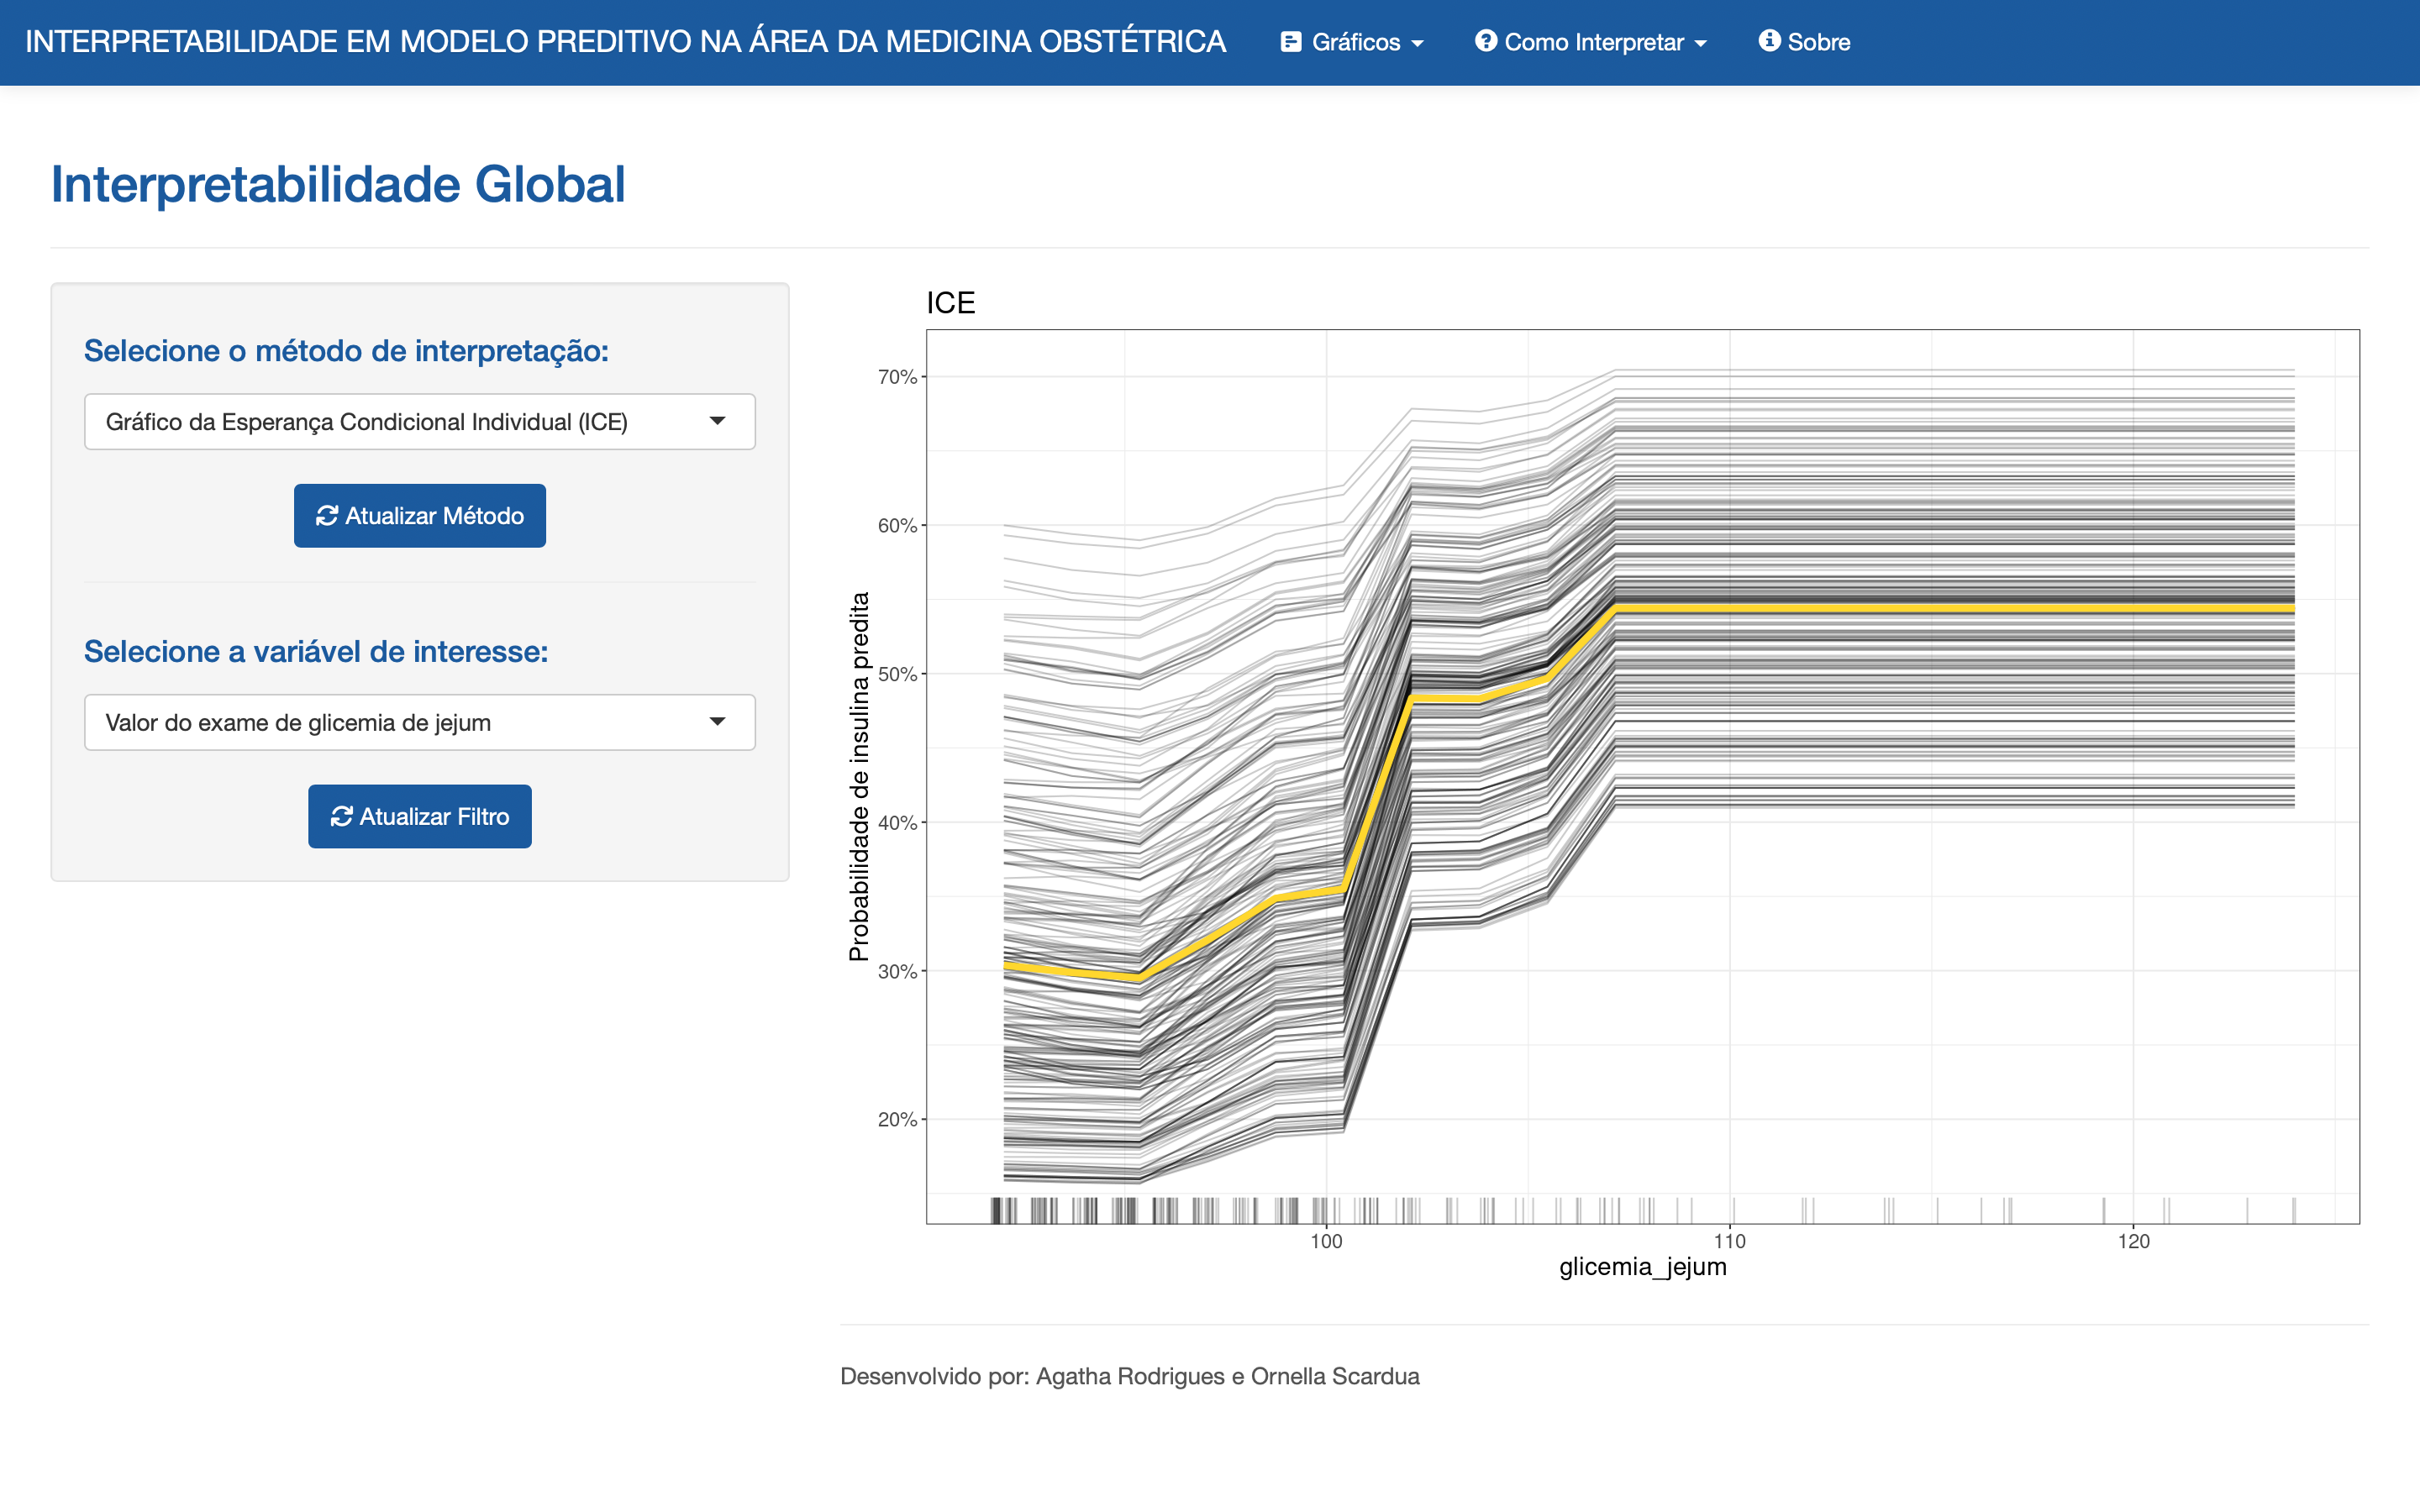 INTERPRETABILIDADE EM MODELO PREDITIVO NA ÁREA DA MEDICINA OBSTÉTRICA
Gráficos
Como Interpretar
Sobre
Interpretabilidade Global
Selecione o método de interpretação:
Gráfico da Esperança Condicional Individual (ICE)
Atualizar Método
Selecione a variável de interesse:
Valor do exame de glicemia de jejum
Atualizar Filtro
ICE
Probabilidade de insulina predita
70%
60%
50%
40%
30%
20%
100
110
120
glicemia_jejum
Desenvolvido por: Agatha Rodrigues e Ornella Scardua